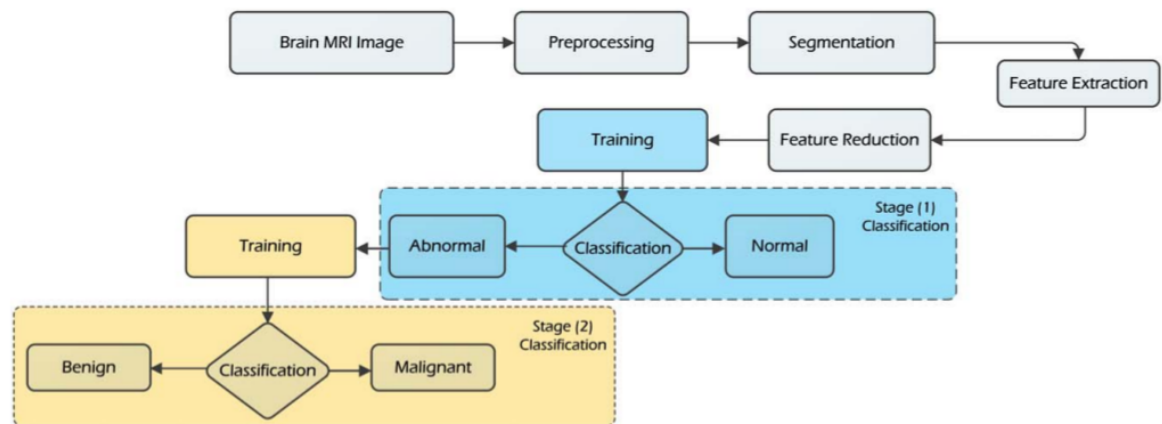 Brain MRI Image
Preprocessing
Segmentation
Feature Extraction
Feature Reduction
Training
Stage (1)
Classification
Abnormal
Classification
Normal
Training
Stage (2)
Classification
Benign
Classification
Malignant